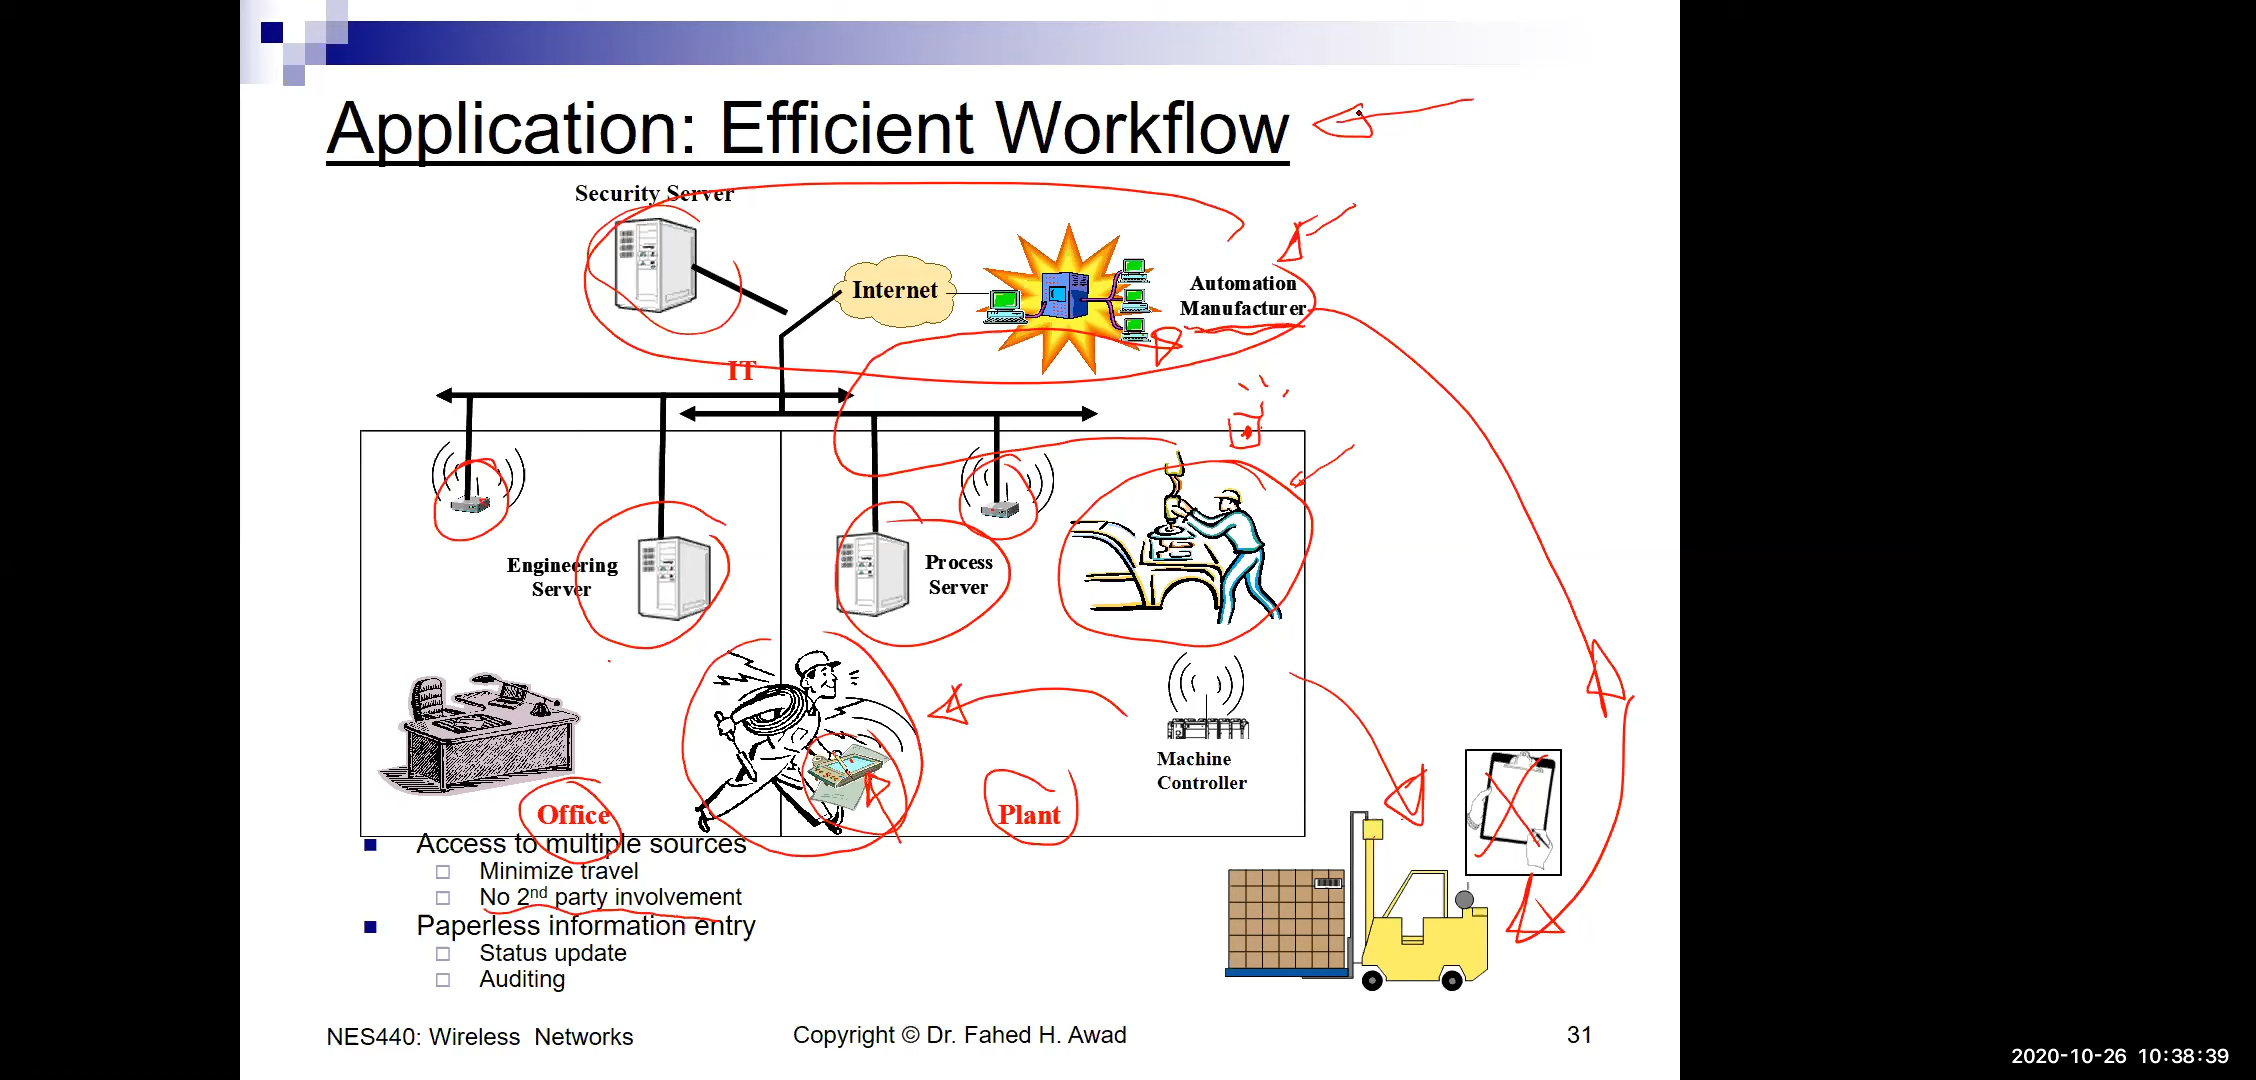 Application: Efficient Workflow
Security Server
Internet
Automation
Manufacturer
IT
Engineering
Server
Process
Server
Machine
Controller
Office
Plant
Access to multiple sources
Minimize travel
No 2nd party involvement
Paperless information entry
Status update
Auditing
NES440: Wireless Networks
Copyright © Dr. Fahed H. Awad
31
2020-10-26 10:38:39